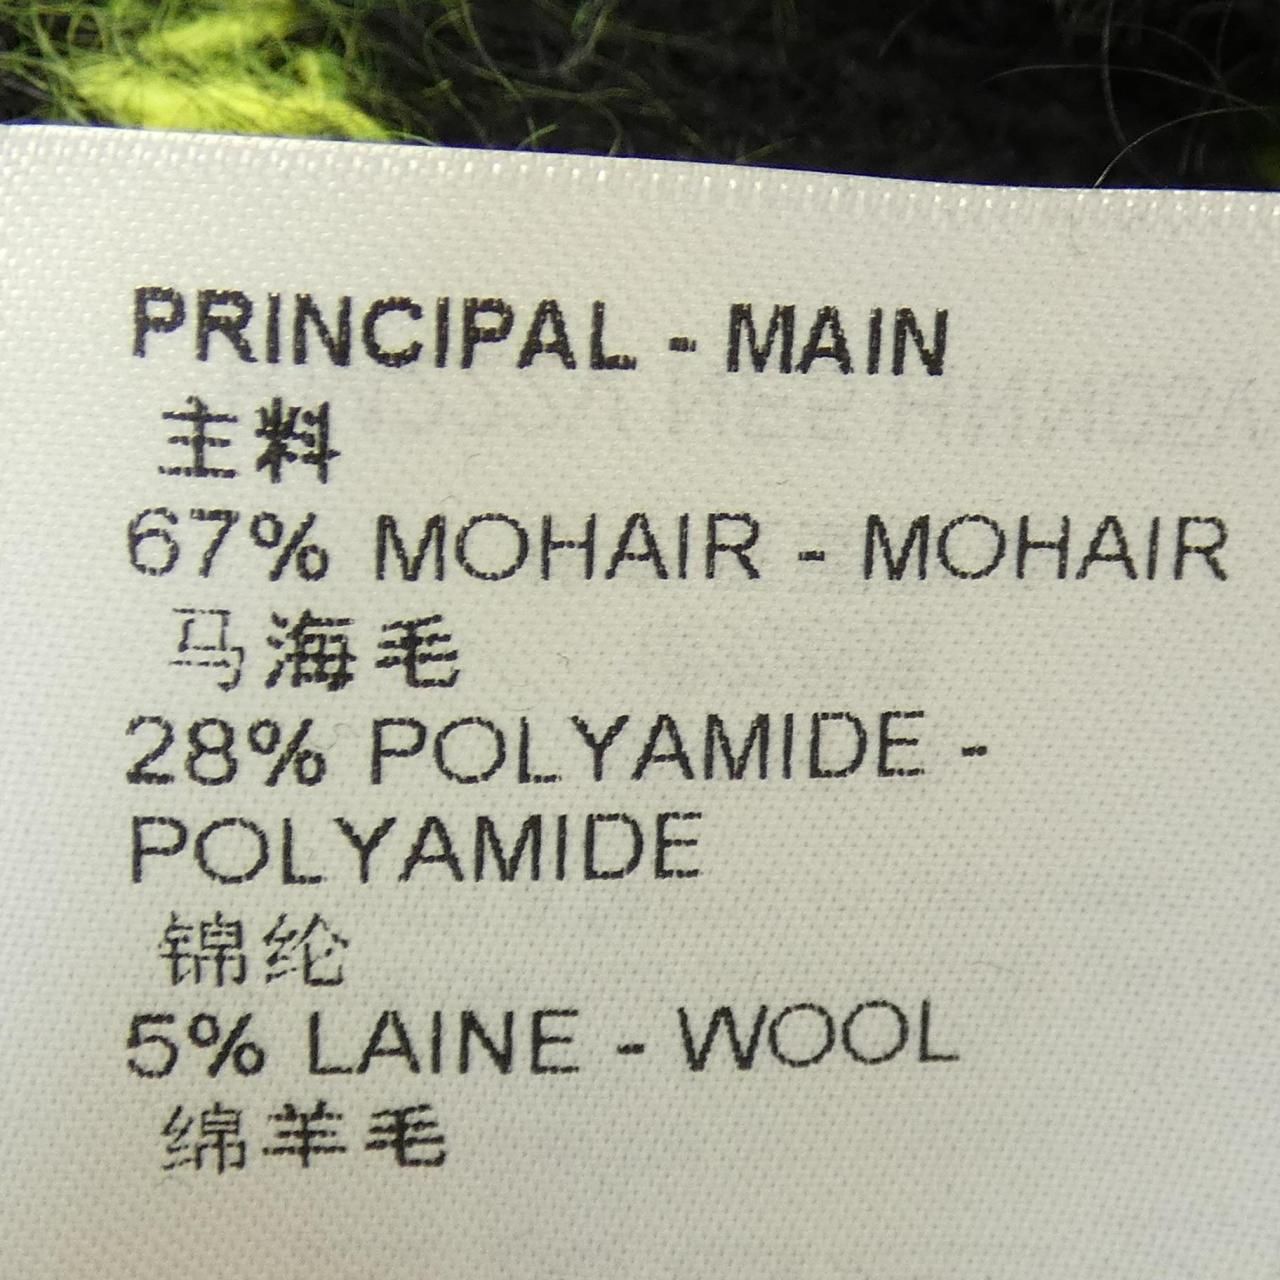 PRINCIPAL - MAIN
主料
67% MOHAIR - MOHAIR
马海毛
28% POLYAMIDE -
POLYAMIDE
锦纶
5% LAINE - WOOL
绵羊毛